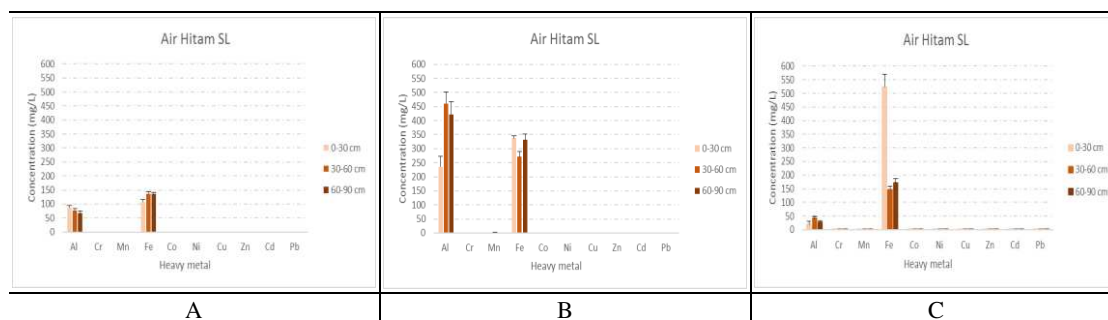 Air Hitam SL
Concentration (mg/L)
600
550
500
450
400
350
300
250
200
150
100
50
0
Al Cr Mn Fe Co Ni Cu Zn Cd Pb
Heavy metal
0-30 cm
30-60 cm
60-90 cm
A
Air Hitam SL
Concentration (mg/L)
600
550
500
450
400
350
300
250
200
150
100
50
0
Al Cr Mn Fe Co Ni Cu Zn Cd Pb
Heavy metal
0-30 cm
30-60 cm
60-90 cm
B
Air Hitam SL
Concentration (mg/L)
600
550
500
450
400
350
300
250
200
150
100
50
0
Al Cr Mn Fe Co Ni Cu Zn Cd Pb
Heavy metal
0-30 cm
30-60 cm
60-90 cm
C